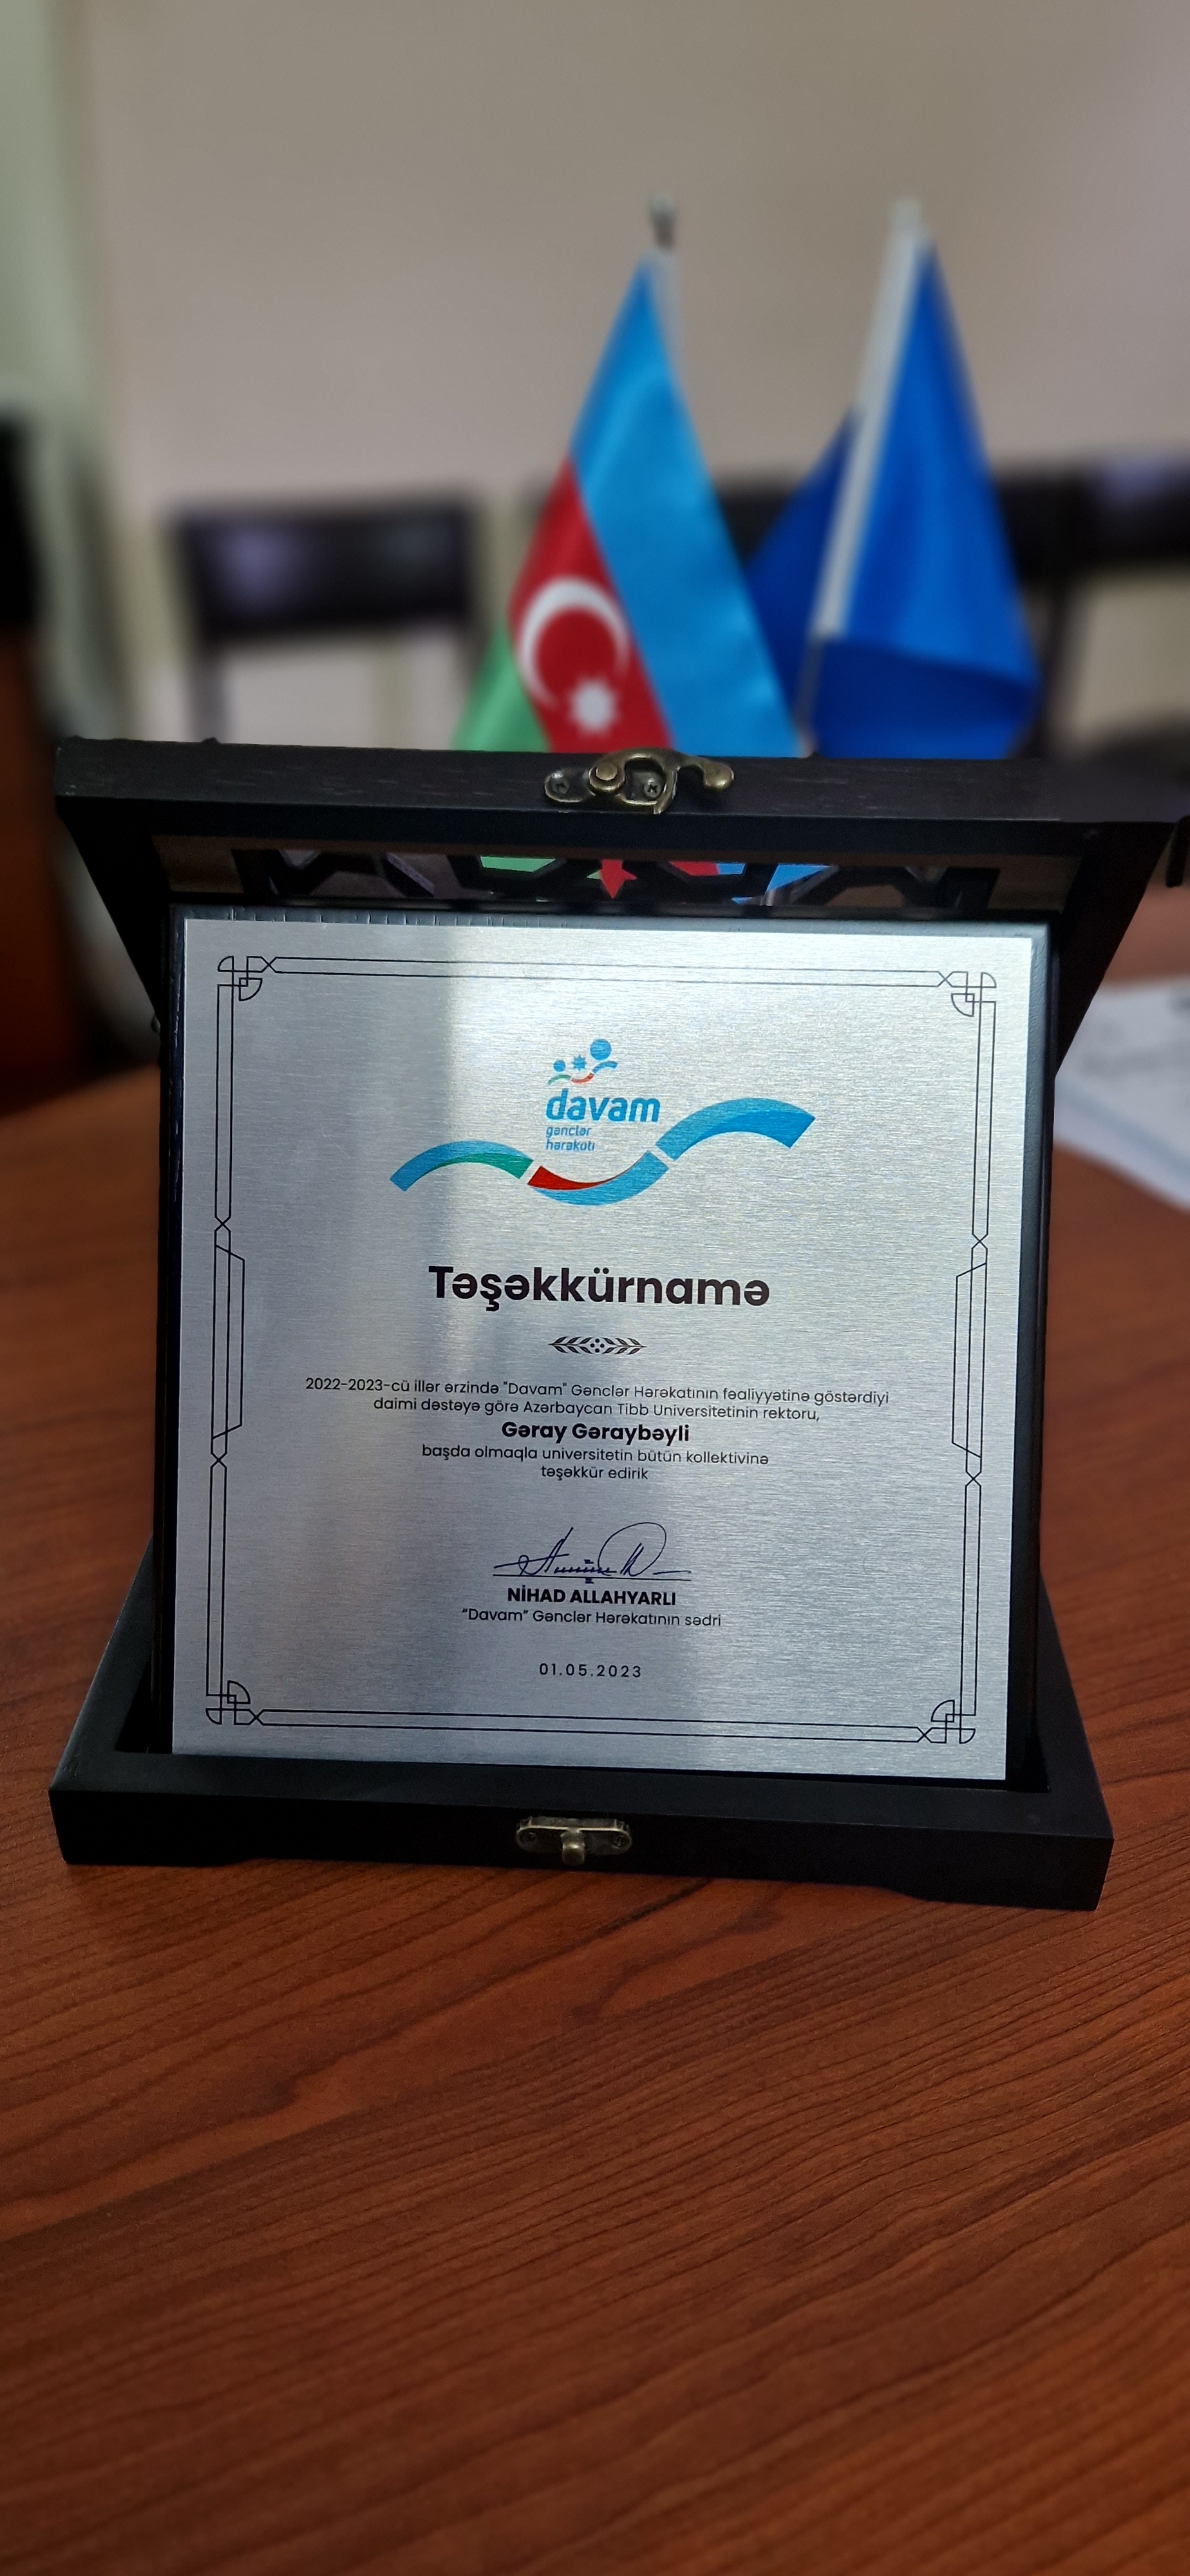 davam
gənclər
hərəkatı
Təşəkkürnamə
2022-2023-cü illər ərzində "Davam" Gənclər Hərəkatının fəaliyyətinə göstərdiyi
daimi dəstəyə görə Azərbaycan Tibb Universitetinin rektoru,
Gəray Gəraybəyli
başda olmaqla universitetin bütün kollektivinə
təşəkkür edirik
NİHAD ALLAHYARLI
"Davam" Gənclər Hərəkatının sədri
01.05.2023